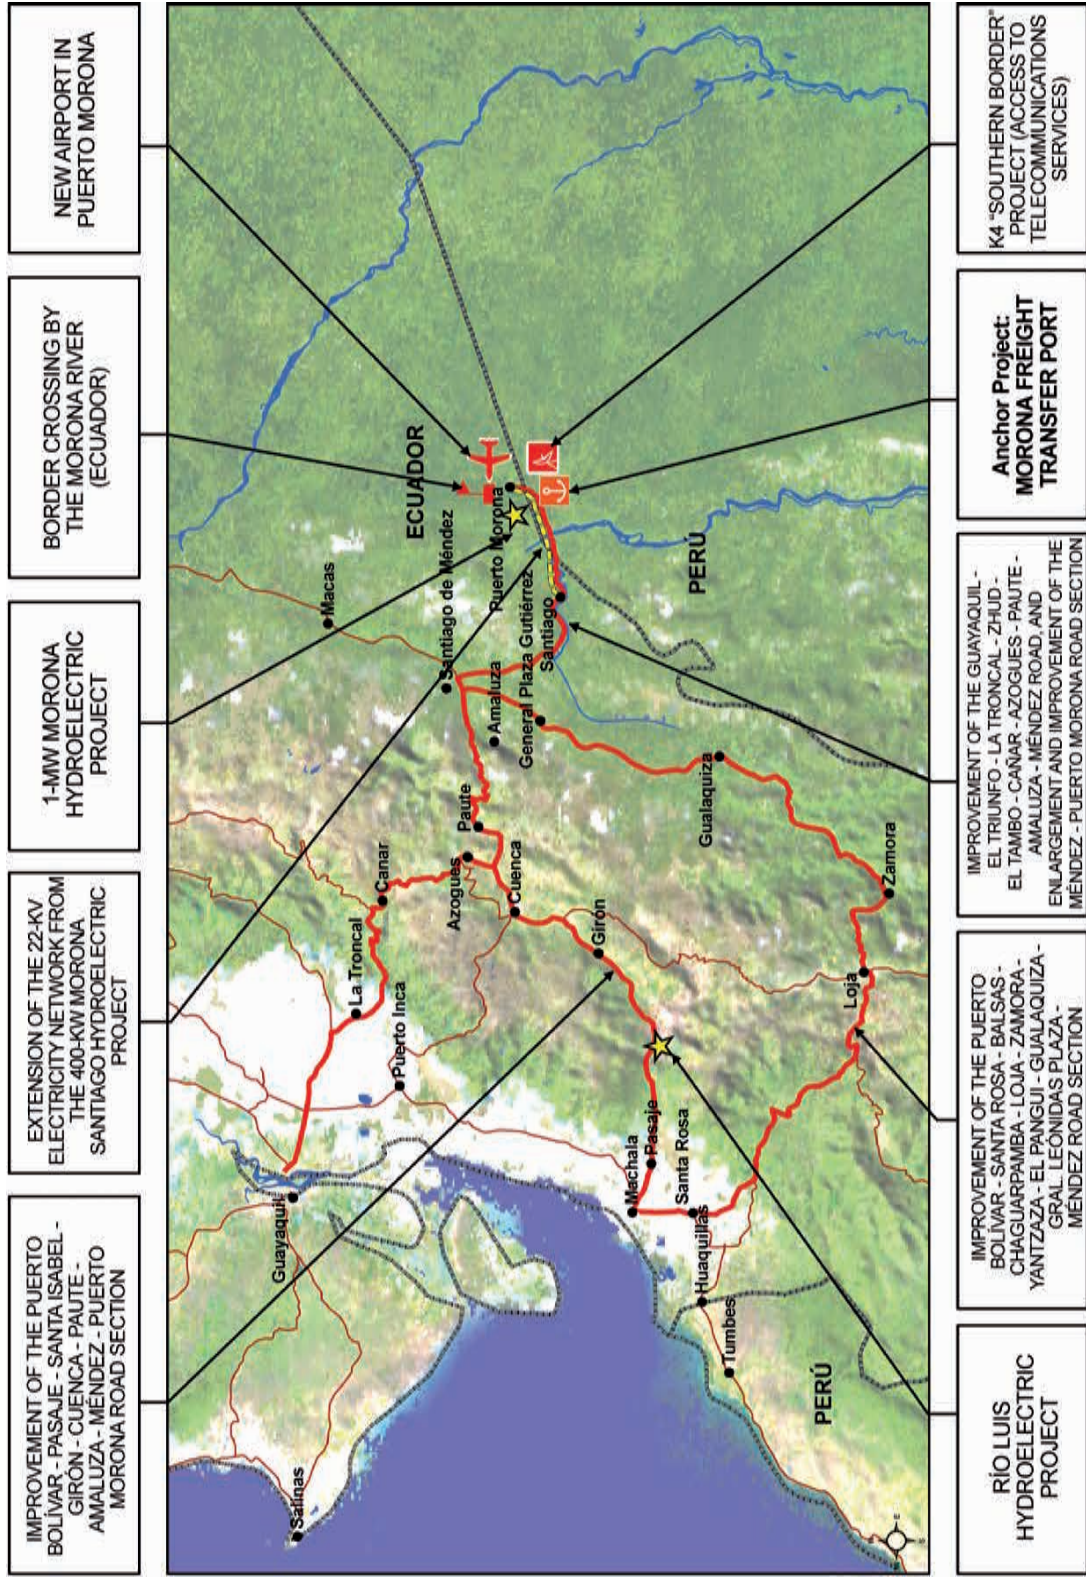 IMPROVEMENT OF THE PUERTO
BOLÍVAR - PASAJE - SANTA ISABEL -
GIRÓN - CUENCA - PAUTE -
AMALUZA - MÉNDEZ - PUERTO
MORONA ROAD SECTION
EXTENSION OF THE 22-KV
ELECTRICITY NETWORK FROM
THE 400-KW MORONA
SANTIAGO HYDROELECTRIC
PROJECT
1-MW MORONA
HYDROELECTRIC
PROJECT
BORDER CROSSING BY
THE MORONA RIVER
(ECUADOR)
NEW AIRPORT IN
PUERTO MORONA
Salinas
Guayaquil
La Troncal
Puerto Inca
Canar
Azogues
Paute
Cuenca
Girón
Macas
Santiago de Méndez
Amaluza
General Plaza Gutiérrez
Santiago
Puerto Morona
ECUADOR
Machala
Pasaje
Santa Rosa
Huaquillas
Tumbes
PERÚ
Loja
Zamora
Gualaquiza
PERÚ
RÍO LUIS
HYDROELECTRIC
PROJECT
IMPROVEMENT OF THE PUERTO
BOLÍVAR - SANTA ROSA - BALSAS -
CHAGUARPAMBA - LOJA - ZAMORA -
YANTZAZA - EL PANGUI - GUALAQUIZA -
GRAL. LEÓNIDAS PLAZA -
MÉNDEZ ROAD SECTION
IMPROVEMENT OF THE GUAYAQUIL -
EL TRIUNFO - LA TRONCAL - ZHUD -
EL TAMBO - CAÑAR - AZOGUES - PAUTE -
AMALUZA - MÉNDEZ ROAD, AND
ENLARGEMENT AND IMPROVEMENT OF THE
MÉNDEZ - PUERTO MORONA ROAD SECTION
Anchor Project:
MORONA FREIGHT
TRANSFER PORT
K4 “SOUTHERN BORDER”
PROJECT (ACCESS TO
TELECOMMUNICATIONS
SERVICES)